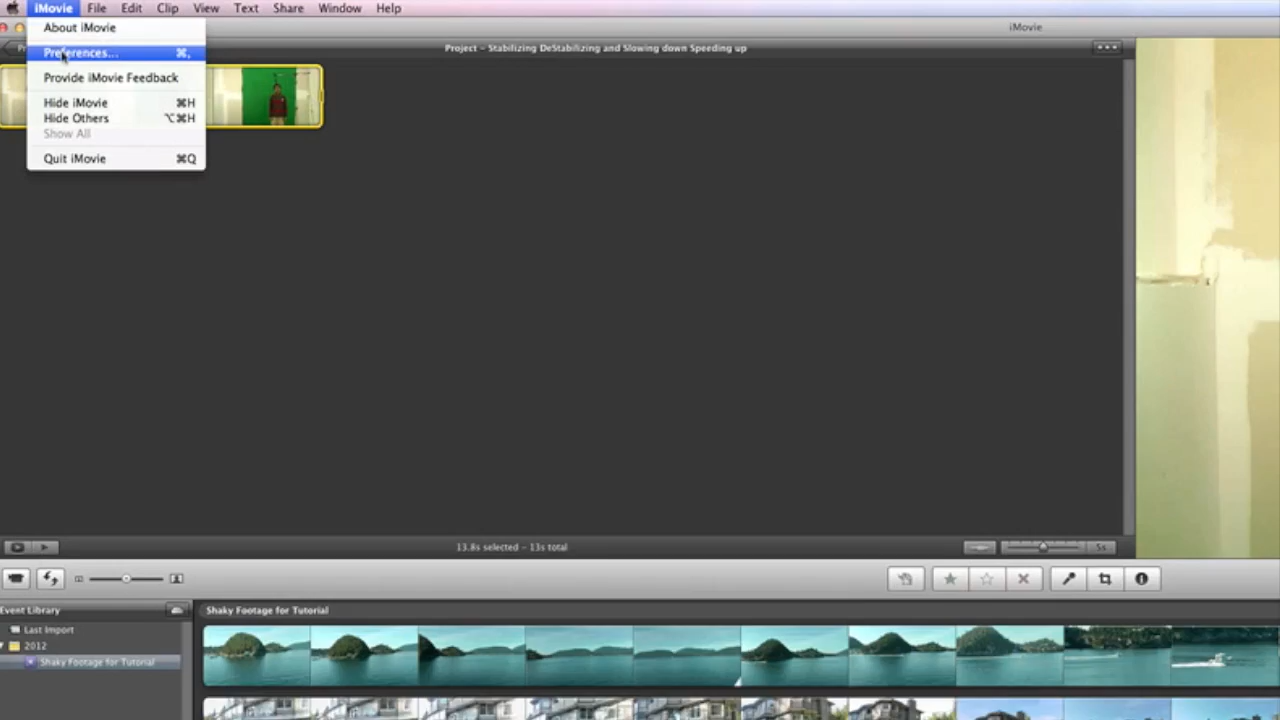 iMovie File Edit Clip View Text Share Window Help
About iMovie
iMovie
Preferences... ⌘,
Project – Stabilizing DeStabilizing and Slowing down Speeding up
Provide iMovie Feedback
Hide iMovie ⌘H
Hide Others ⌥⌘H
Show All
Quit iMovie ⌘Q
13.8s selected – 13s total
5s
Event Library
Shaky Footage for Tutorial
Last Import
2012
Shaky Footage for Tutorial